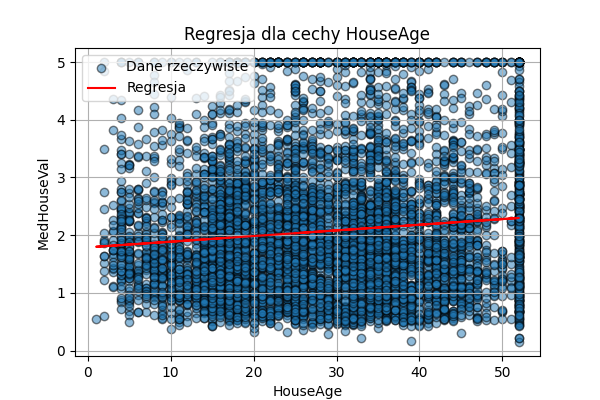 Regresja dla cechy HouseAge
Dane rzeczywiste
Regresja
MedHouseVal
5
4
3
2
1
0
0 10 20 30 40 50
HouseAge